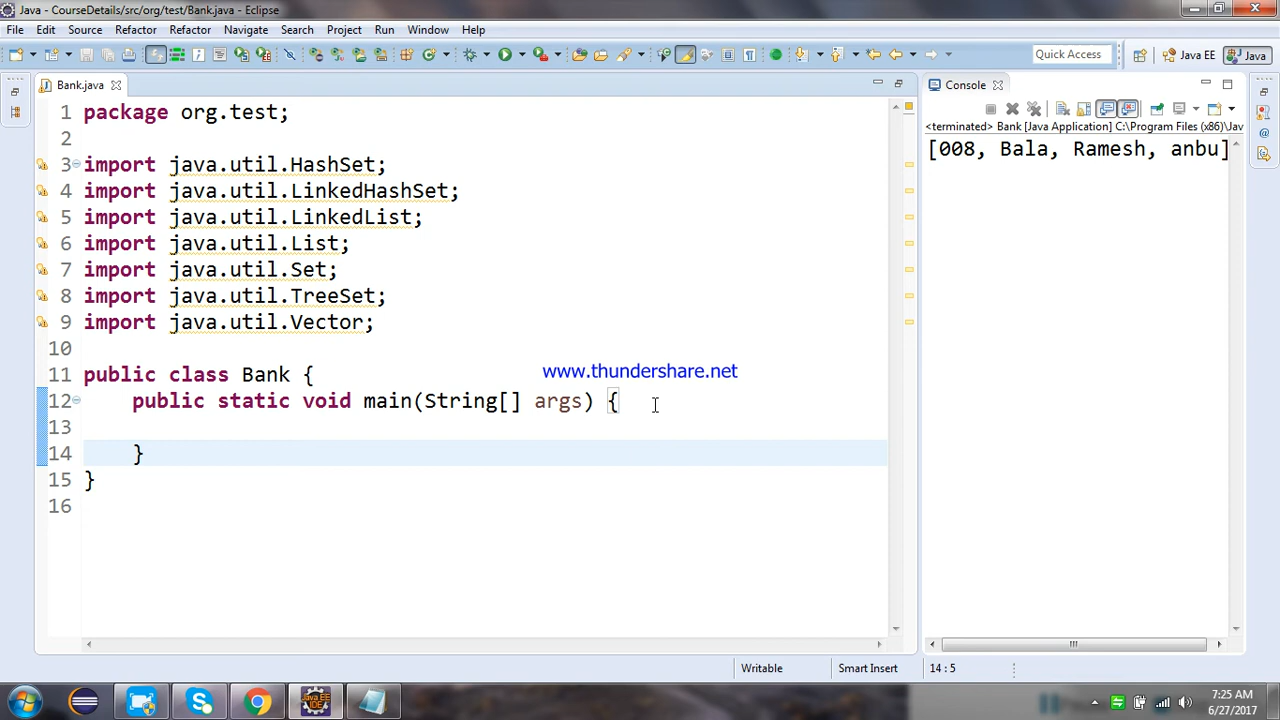 Java - CourseDetails/src/org/test/Bank.java - Eclipse
File Edit Source Refactor Refactor Navigate Search Project Run Window Help
Quick Access Java EE Java
Bank.java
Console
<terminated> Bank [Java Application] C:\Program Files (x86)\Jav
[008, Bala, Ramesh, anbu]
1 package org.test;
2
3 import java.util.HashSet;
4 import java.util.LinkedHashSet;
5 import java.util.LinkedList;
6 import java.util.List;
7 import java.util.Set;
8 import java.util.TreeSet;
9 import java.util.Vector;
10
11 public class Bank {
www.thundershare.net
12 public static void main(String[] args) {
13
14 }
15 }
16
Writable Smart Insert 14 : 5
7:25 AM
6/27/2017